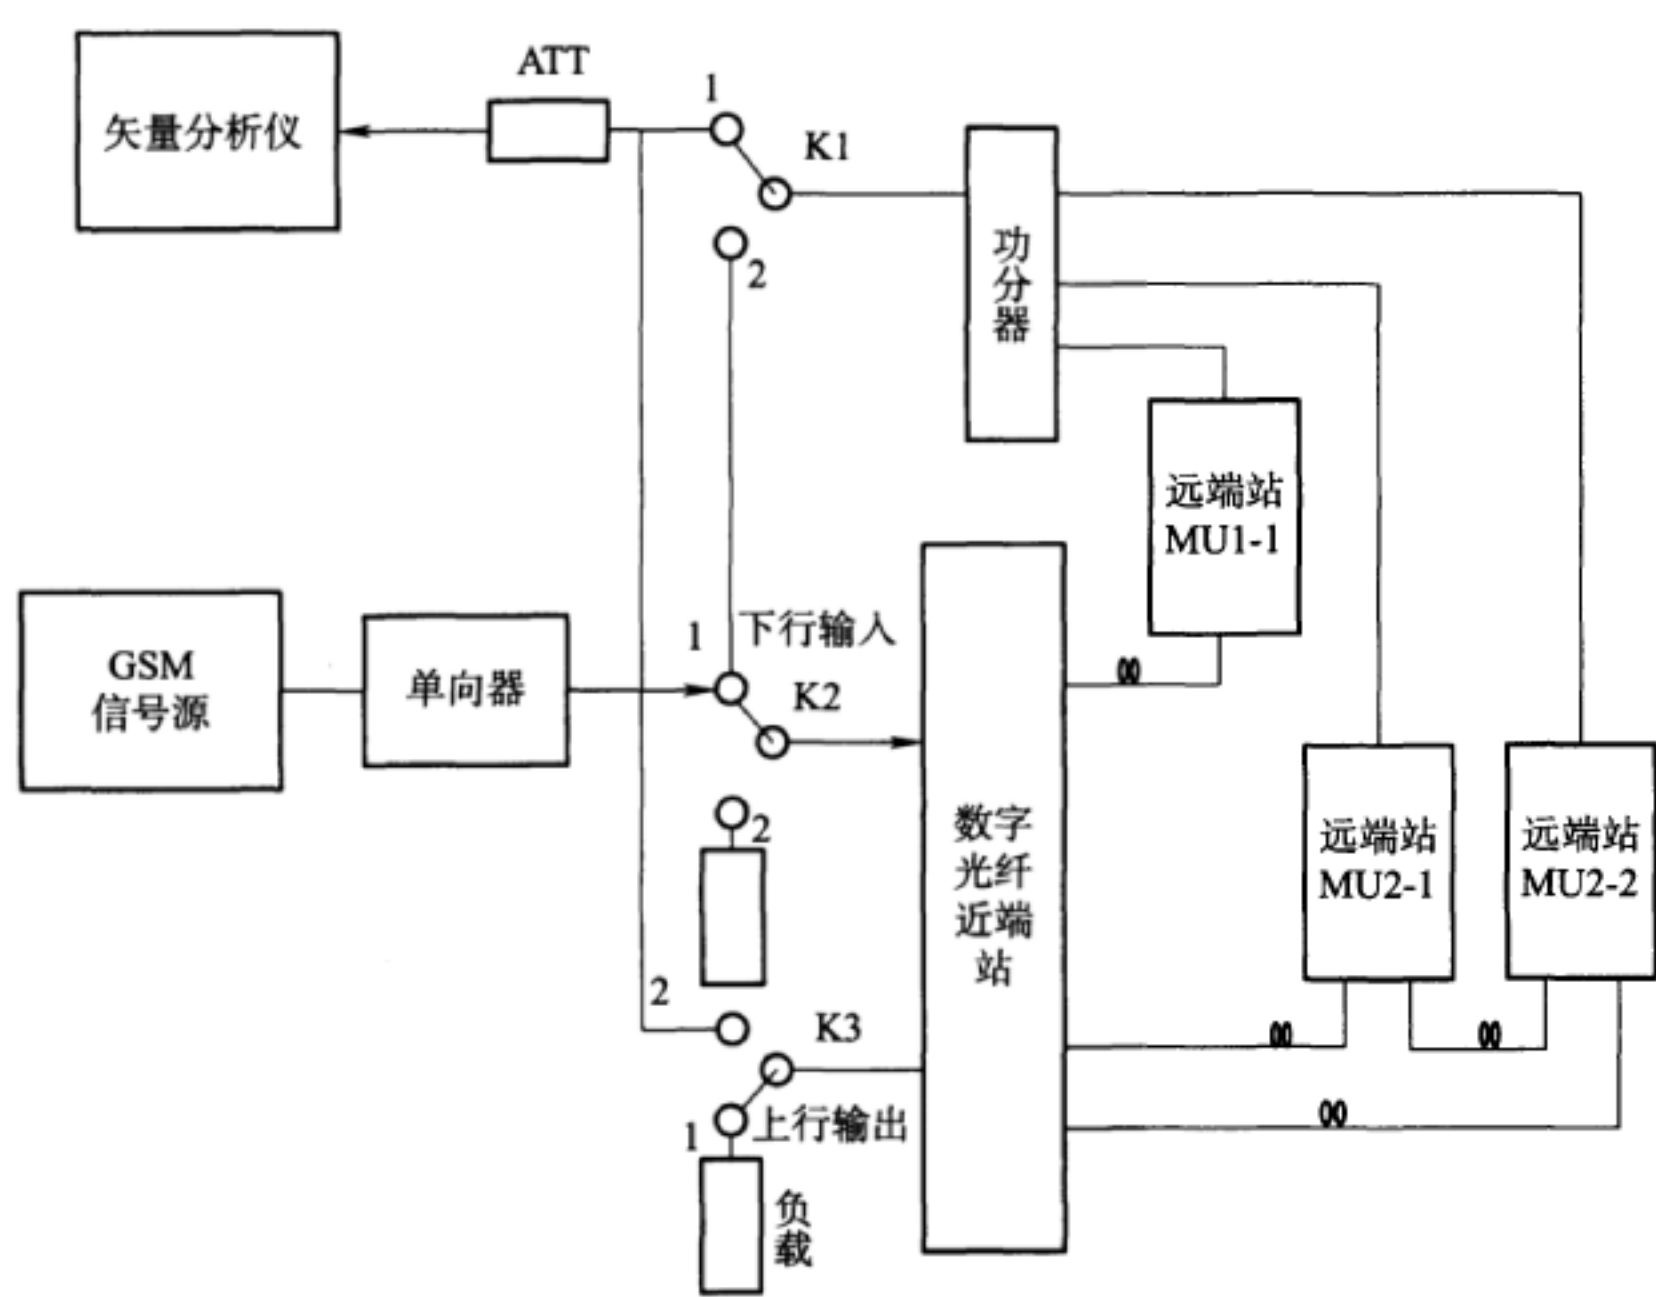 ATT
矢量分析仪
1
K1
2
功
分
器
远端站
MU1-1
GSM
信号源
单向器
1
下行输入
K2
2
数字
光纤
近端
站
远端站
MU2-1
远端站
MU2-2
2
K3
1
上行输出
负
载